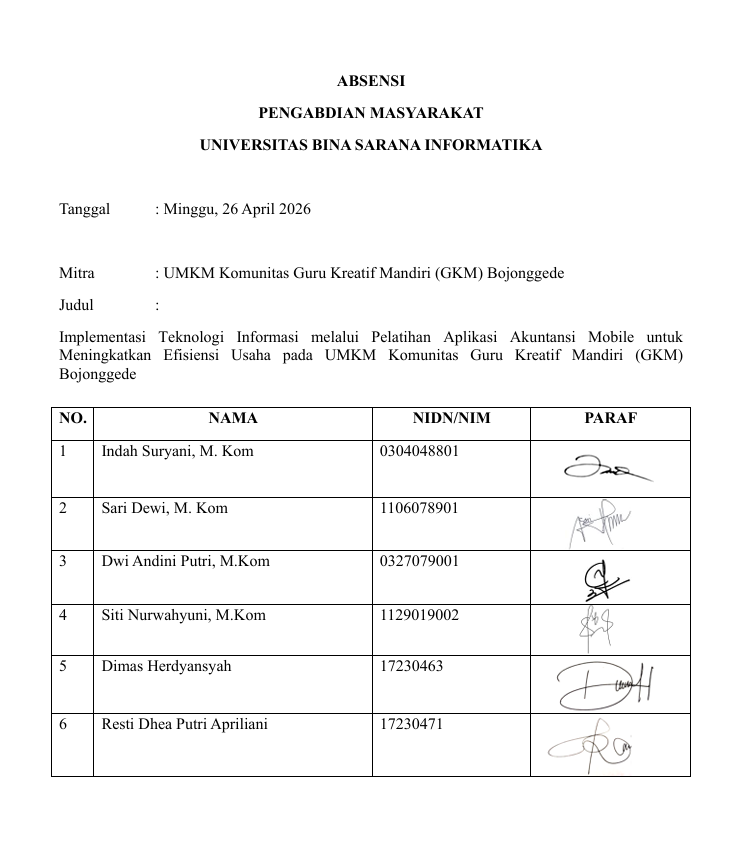 ABSENSI
PENGABDIAN MASYARAKAT
UNIVERSITAS BINA SARANA INFORMATIKA
Tanggal : Minggu, 26 April 2026
Mitra : UMKM Komunitas Guru Kreatif Mandiri (GKM) Bojonggede
Judul :
Implementasi Teknologi Informasi melalui Pelatihan Aplikasi Akuntansi Mobile untuk
Meningkatkan Efisiensi Usaha pada UMKM Komunitas Guru Kreatif Mandiri (GKM)
Bojonggede
NO. NAMA NIDN/NIM PARAF
1 Indah Suryani, M. Kom 0304048801
2 Sari Dewi, M. Kom 1106078901
3 Dwi Andini Putri, M.Kom 0327079001
4 Siti Nurwahyuni, M.Kom 1129019002
5 Dimas Herdyansyah 17230463
6 Resti Dhea Putri Apriliani 17230471